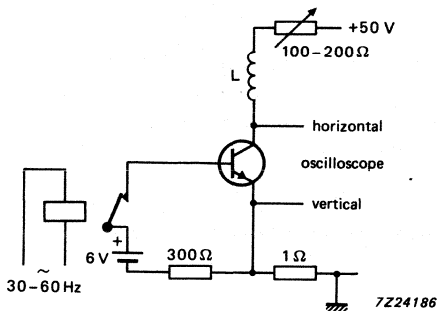 +50 V
100-200Ω
L
horizontal
oscilloscope
vertical
+
6 V
300Ω
1Ω
~
30-60 Hz
7Z24186